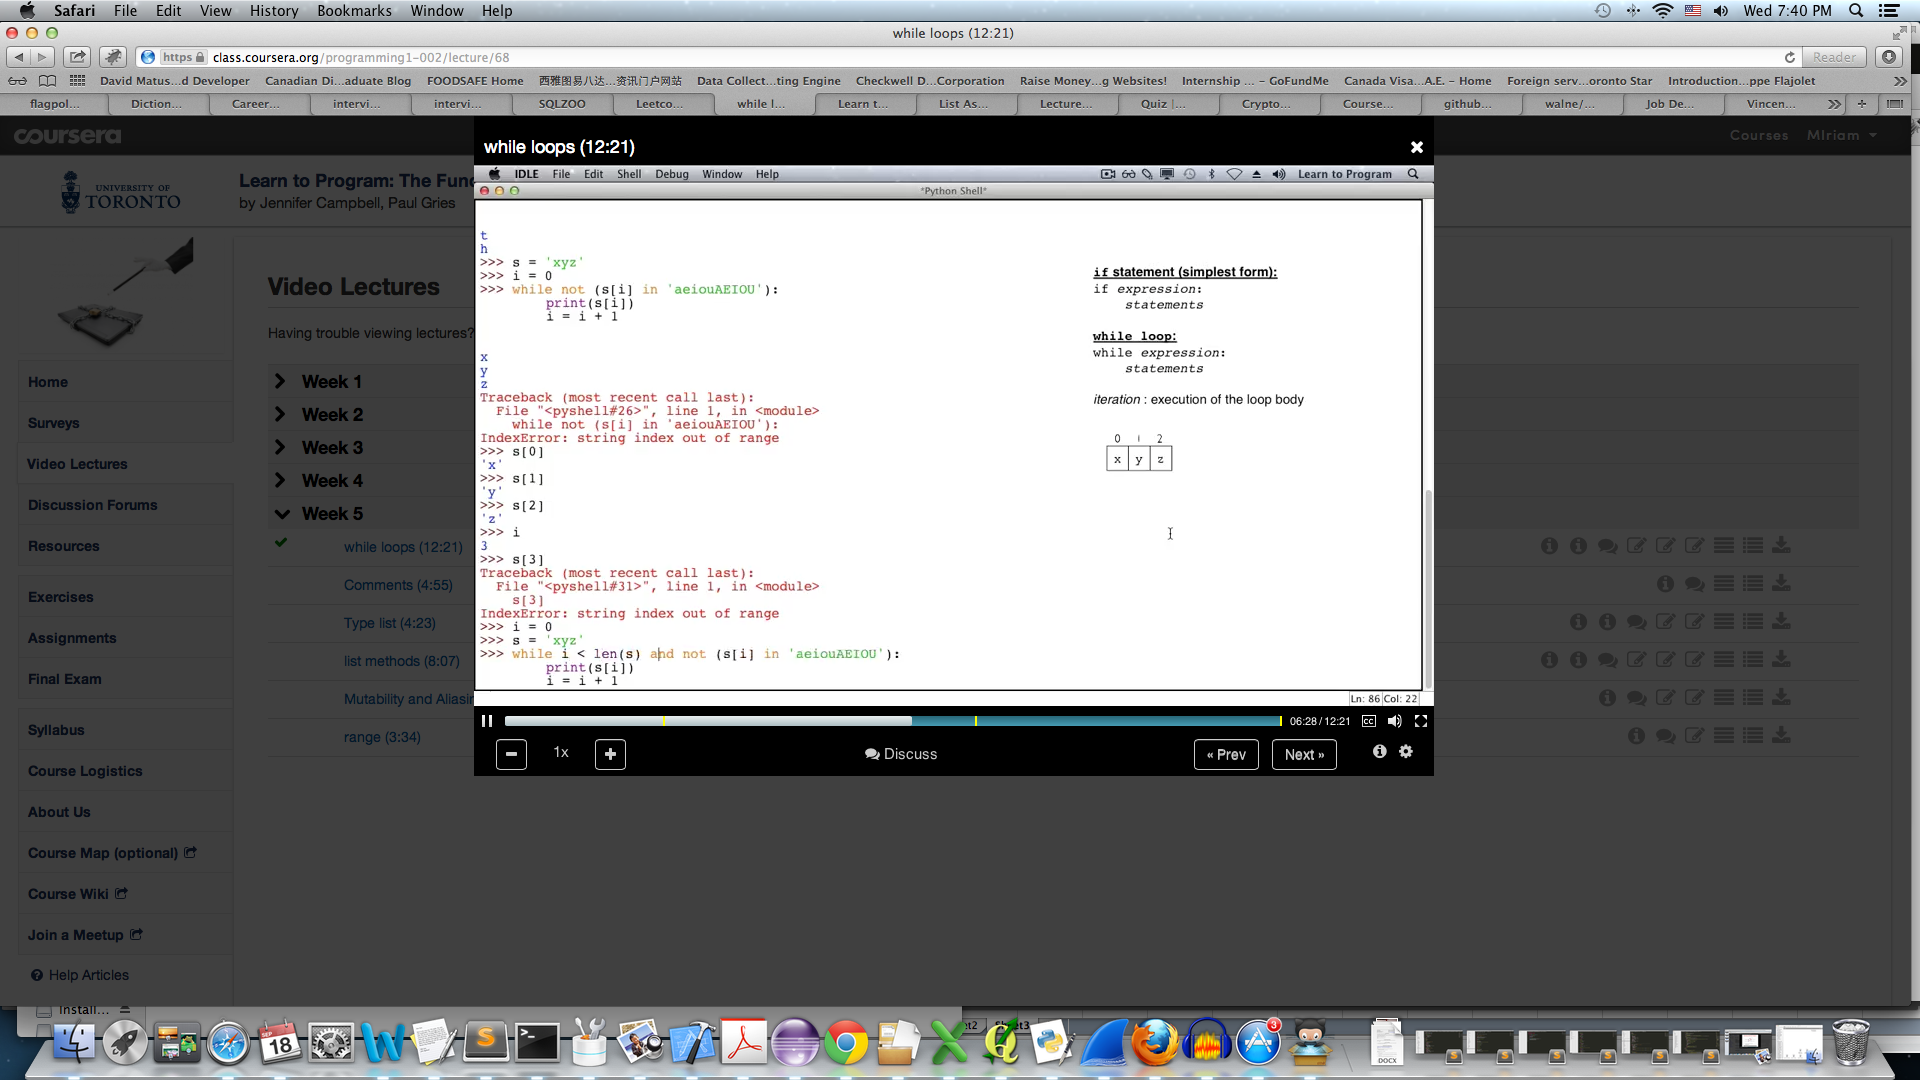 Safari File Edit View History Bookmarks Window Help Wed 7:40 PM
while loops (12:21)
https class.coursera.org/programming1-002/lecture/68 Reader
David Matus...d Developer Canadian Di...aduate Blog FOODSAFE Home 西雅图易八达...资讯门户网站 Data Collect...ting Engine Checkwell D...Corporation Raise Money...g Websites! Internship ... – GoFundMe Canada Visa...A.E. – Home Foreign serv...oronto Star Introduction...ppe Flajolet
flagpol... Diction... Career... intervi... intervi... SQLZOO Leetco... while l... Learn t... List As... Lecture... Quiz |... Crypto... Course... github... walne/... Job De... Vincen...
coursera
Courses MIriam
UNIVERSITY OF
TORONTO
Learn to Program: The Fun
by Jennifer Campbell, Paul Gries
Home
Surveys
Video Lectures
Discussion Forums
Resources
Exercises
Assignments
Final Exam
Syllabus
Course Logistics
About Us
Course Map (optional)
Course Wiki
Join a Meetup
Help Articles
Video Lectures
Having trouble viewing lectures?
Week 1
Week 2
Week 3
Week 4
Week 5
while loops (12:21)
Comments (4:55)
Type list (4:23)
list methods (8:07)
Mutability and Aliasin
range (3:34)
while loops (12:21)
IDLE File Edit Shell Debug Window Help Learn to Program
*Python Shell*
t
h
>>> s = 'xyz'
>>> i = 0
>>> while not (s[i] in 'aeiouAEIOU'):
print(s[i])
i = i + 1
x
y
z
Traceback (most recent call last):
File "<pyshell#26>", line 1, in <module>
while not (s[i] in 'aeiouAEIOU'):
IndexError: string index out of range
>>> s[0]
'x'
>>> s[1]
'y'
>>> s[2]
'z'
>>> i
3
>>> s[3]
Traceback (most recent call last):
File "<pyshell#31>", line 1, in <module>
s[3]
IndexError: string index out of range
>>> i = 0
>>> s = 'xyz'
>>> while i < len(s) and not (s[i] in 'aeiouAEIOU'):
print(s[i])
i = i + 1
if statement (simplest form):
if expression:
statements
while loop:
while expression:
statements
iteration : execution of the loop body
0 1 2
x y z
Ln: 86 Col: 22
06:28 / 12:21 CC
1x
Discuss
« Prev Next »
Install...
Sheet3
SEP
18
3
DOCX